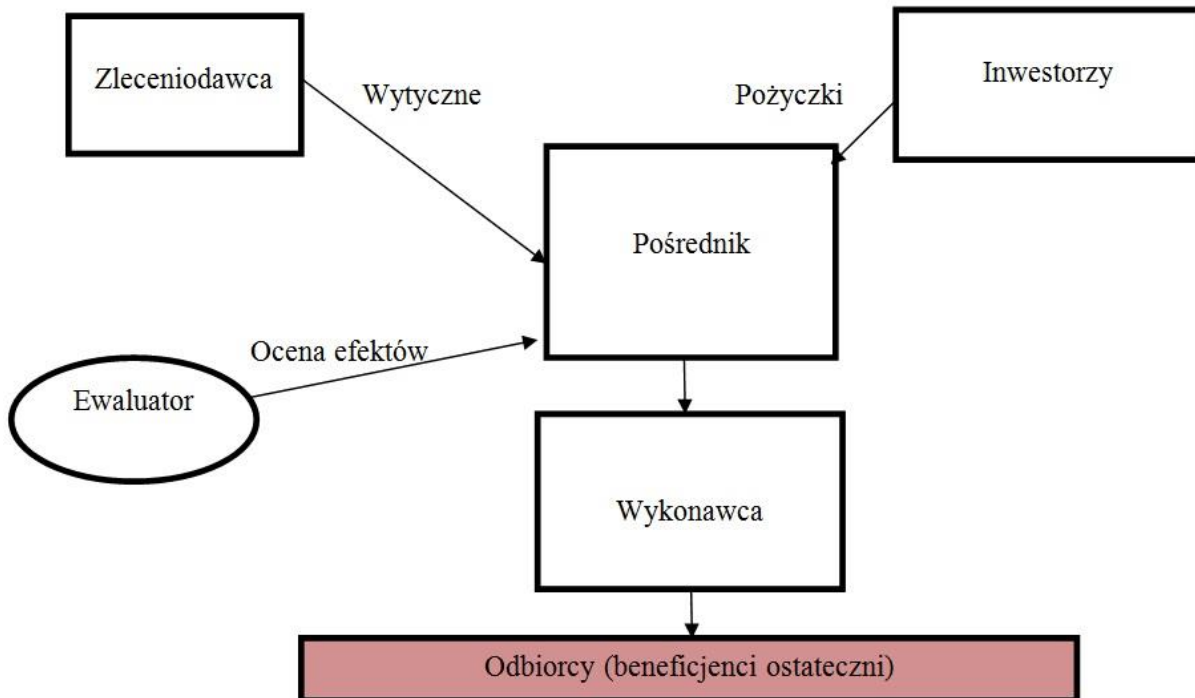 Zleceniodawca
Wytyczne
Pożyczki
Inwestorzy
Pośrednik
Ocena efektów
Ewaluator
Wykonawca
Odbiorcy (beneficjenci ostateczni)